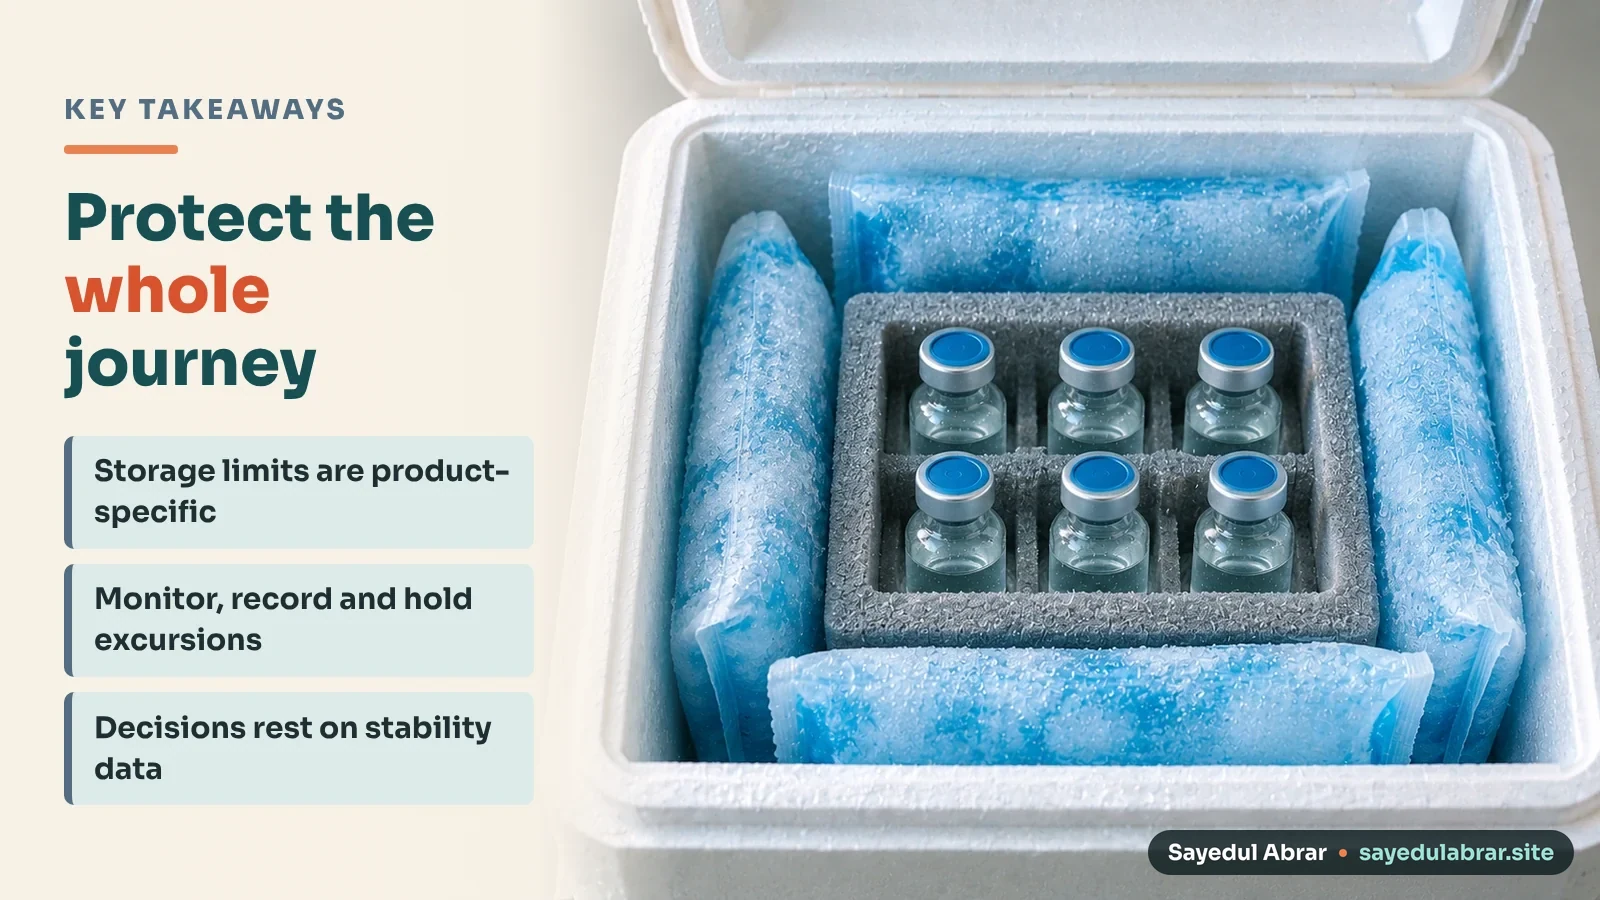 KEY TAKEAWAYS
Protect the
whole
journey
Storage limits are product-
specific
Monitor, record and hold
excursions
Decisions rest on stability
data
Sayedul Abrar • sayedulabrar.site